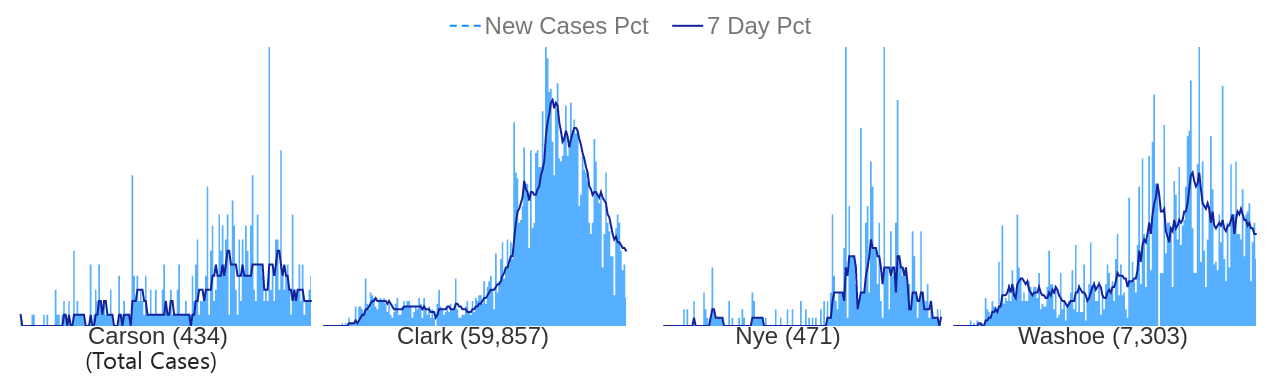 New Cases Pct 7 Day Pct
Carson (434) Clark (59,857) Nye (471) Washoe (7,303)
(Total Cases)